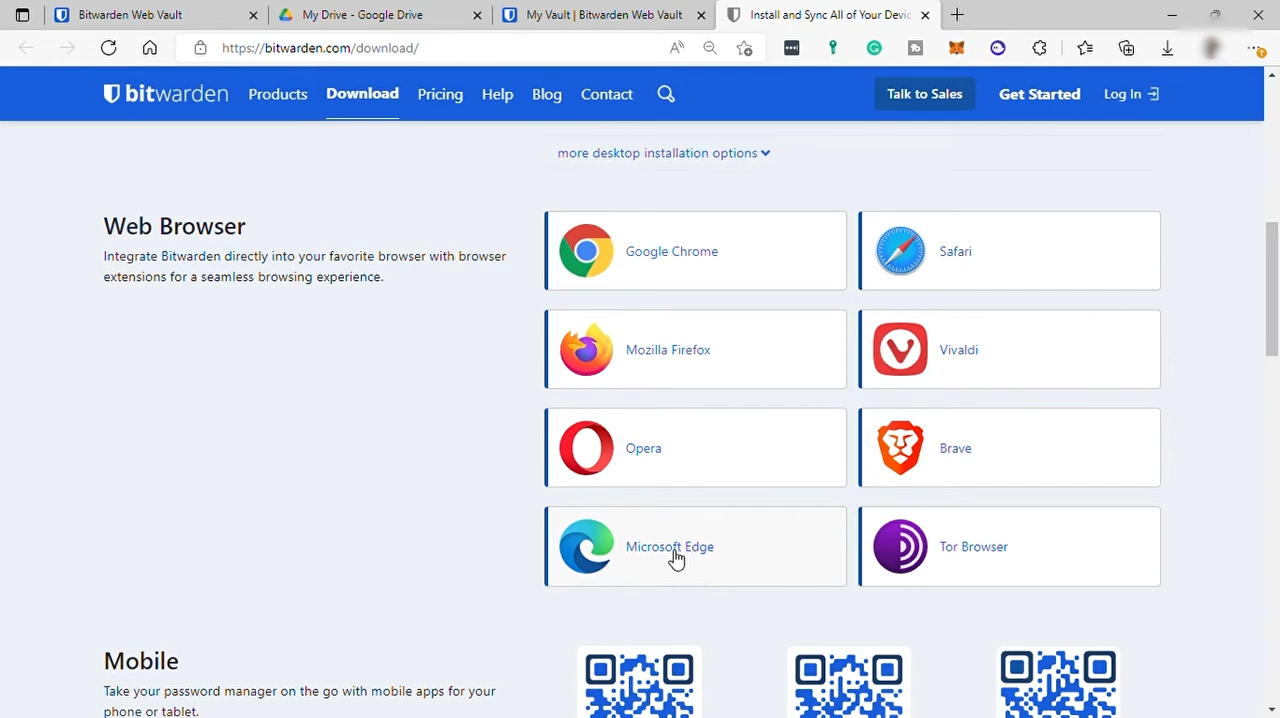 Bitwarden Web Vault
My Drive - Google Drive
My Vault | Bitwarden Web Vault
Install and Sync All of Your Devic
https://bitwarden.com/download/
bitwarden
Products
Download
Pricing
Help
Blog
Contact
Talk to Sales
Get Started
Log In
more desktop installation options
Web Browser
Integrate Bitwarden directly into your favorite browser with browser
extensions for a seamless browsing experience.
Google Chrome
Safari
Mozilla Firefox
Vivaldi
Opera
Brave
Microsoft Edge
Tor Browser
Mobile
Take your password manager on the go with mobile apps for your
phone or tablet.